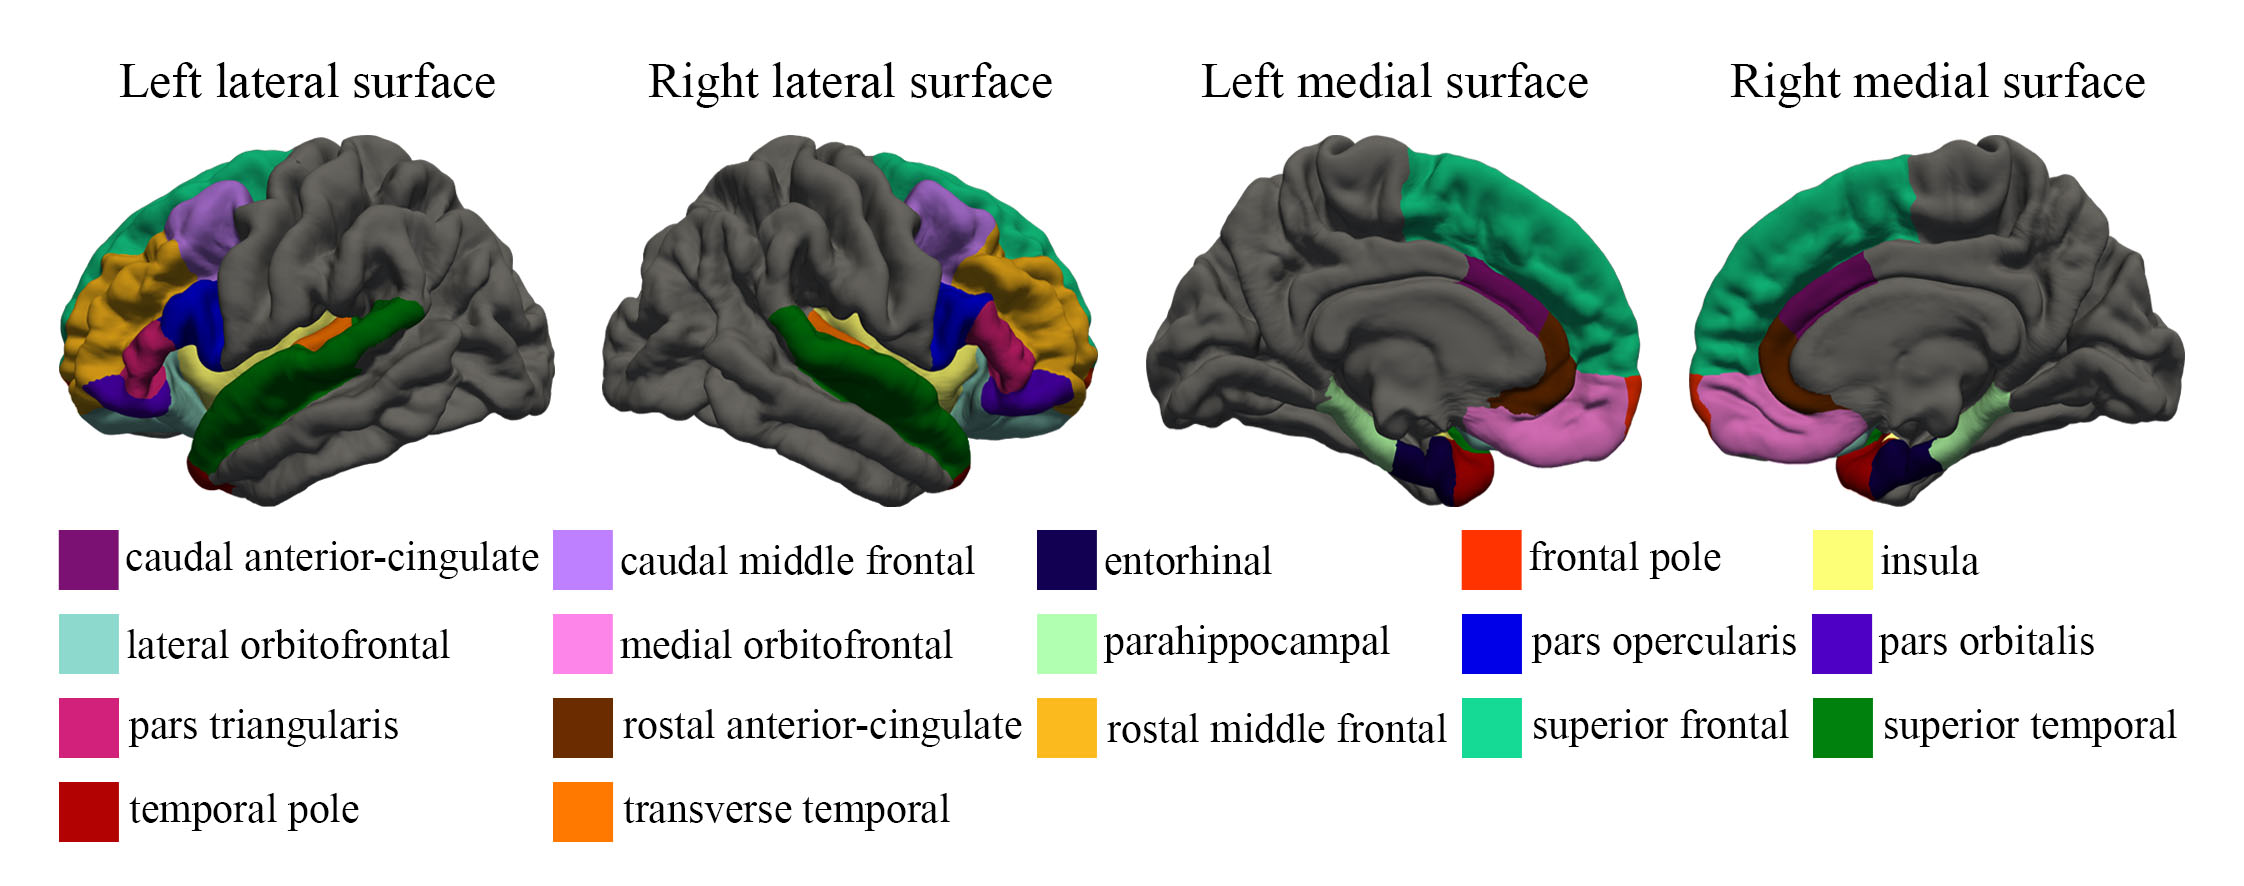 Left lateral surface
Right lateral surface
Left medial surface
Right medial surface
caudal anterior-cingulate
caudal middle frontal
entorhinal
frontal pole
insula
lateral orbitofrontal
medial orbitofrontal
parahippocampal
pars opercularis
pars orbitalis
pars triangularis
rostal anterior-cingulate
rostal middle frontal
superior frontal
superior temporal
temporal pole
transverse temporal